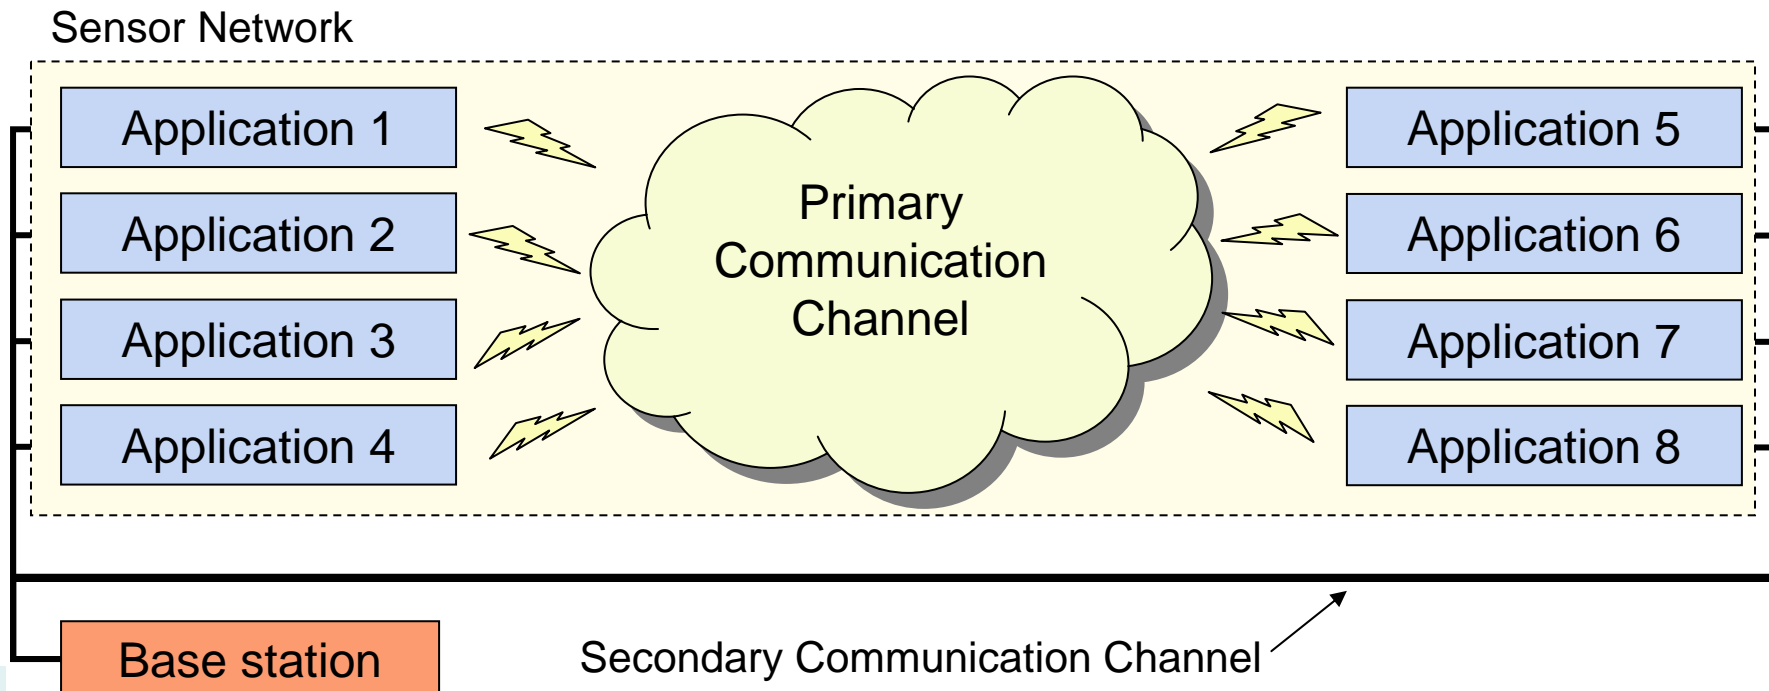 Sensor Network
Application 1
Application 2
Application 3
Application 4
Primary
Communication
Channel
Application 5
Application 6
Application 7
Application 8
Base station
Secondary Communication Channel